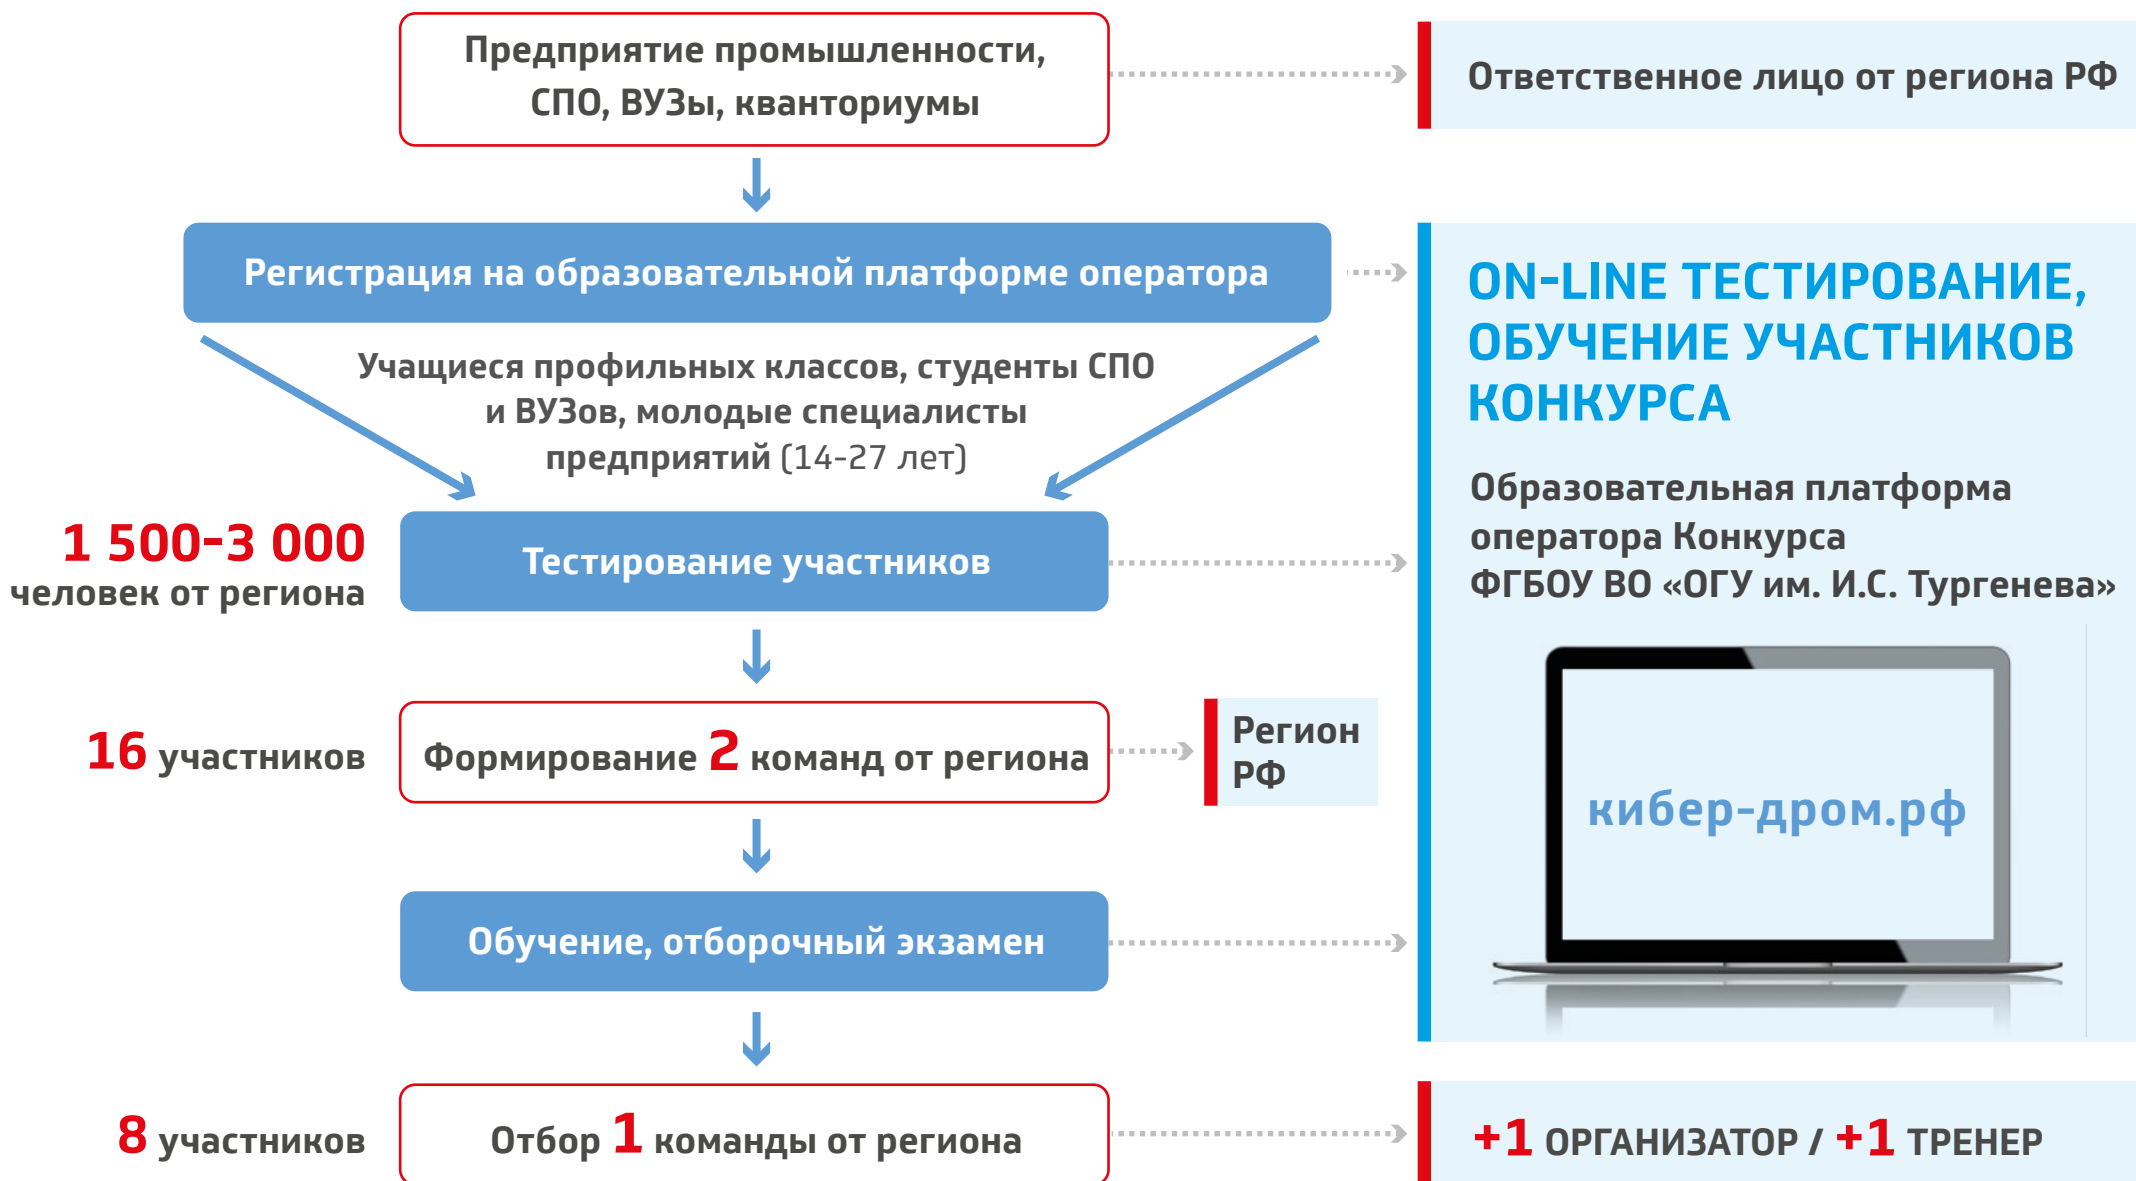 Предприятие промышленности,
СПО, ВУЗы, кванториумы
Ответственное лицо от региона РФ
Регистрация на образовательной платформе оператора
Учащиеся профильных классов, студенты СПО
и ВУЗов, молодые специалисты
предприятий (14-27 лет)
ON-LINE ТЕСТИРОВАНИЕ,
ОБУЧЕНИЕ УЧАСТНИКОВ
КОНКУРСА
Образовательная платформа
оператора Конкурса
ФГБОУ ВО «ОГУ им. И.С. Тургенева»
кибер-дром.рф
1 500-3 000
человек от региона
Тестирование участников
16 участников
Формирование 2 команд от региона
Регион
РФ
Обучение, отборочный экзамен
8 участников
Отбор 1 команды от региона
+1 ОРГАНИЗАТОР / +1 ТРЕНЕР